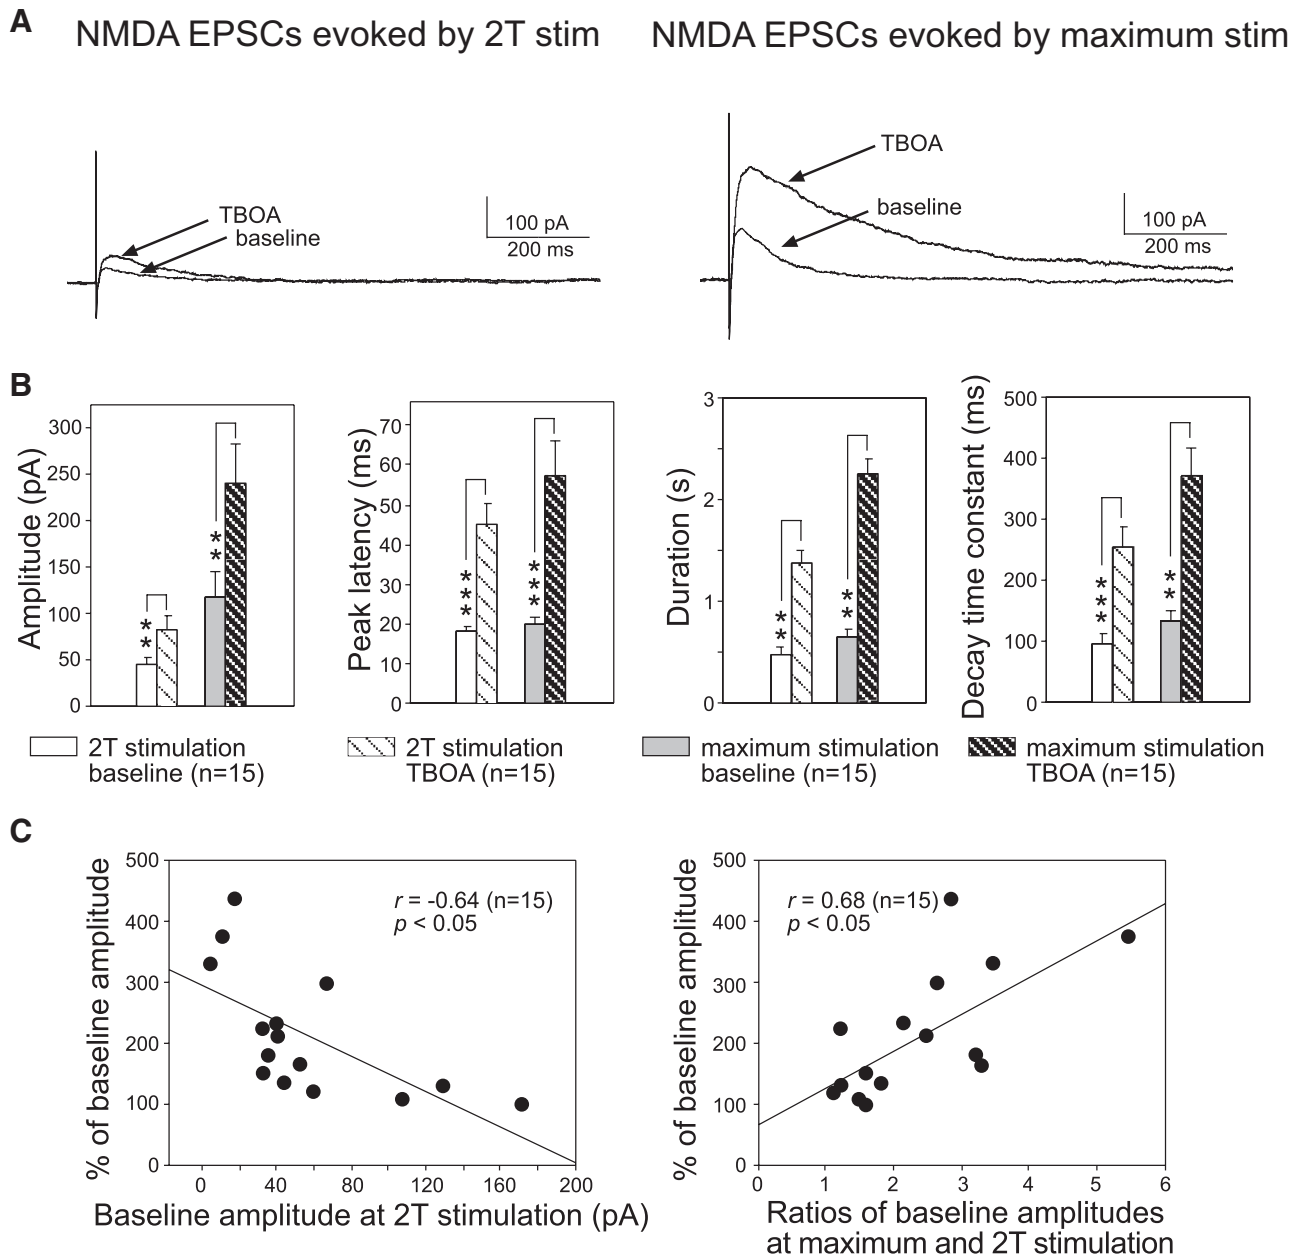 A
NMDA EPSCs evoked by 2T stim
NMDA EPSCs evoked by maximum stim
TBOA
baseline
100 pA
200 ms
TBOA
baseline
100 pA
200 ms
B
Amplitude (pA)
300
250
200
150
100
50
0
**
**
Peak latency (ms)
70
60
50
40
30
20
10
0
***
***
Duration (s)
3
2
1
0
**
**
Decay time constant (ms)
500
400
300
200
100
0
***
**
2T stimulation
baseline (n=15)
2T stimulation
TBOA (n=15)
maximum stimulation
baseline (n=15)
maximum stimulation
TBOA (n=15)
C
% of baseline amplitude
500
400
300
200
100
0
r = -0.64 (n=15)
p < 0.05
0 40 80 120 160 200
Baseline amplitude at 2T stimulation (pA)
% of baseline amplitude
500
400
300
200
100
0
r = 0.68 (n=15)
p < 0.05
0 1 2 3 4 5 6
Ratios of baseline amplitudes
at maximum and 2T stimulation